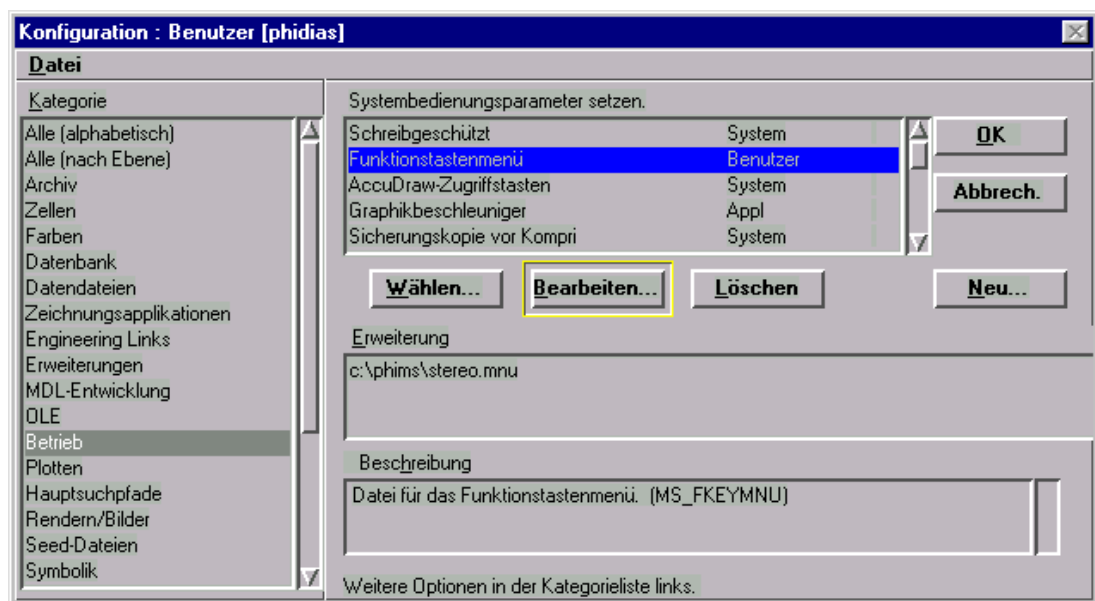 Konfiguration : Benutzer [phidias]
Datei
Kategorie
Alle (alphabetisch)
Alle (nach Ebene)
Archiv
Zellen
Farben
Datenbank
Datendateien
Zeichnungsapplikationen
Engineering Links
Erweiterungen
MDL-Entwicklung
OLE
Betrieb
Plotten
Hauptsuchpfade
Rendern/Bilder
Seed-Dateien
Symbolik
Systembedienungsparameter setzen.
Schreibgeschützt System
Funktionstastenmenü Benutzer
AccuDraw-Zugriffstasten System
Graphikbeschleuniger Appl
Sicherungskopie vor Kompri System
OK
Abbrech.
Wählen... Bearbeiten... Löschen Neu...
Erweiterung
c:\phims\stereo.mnu
Beschreibung
Datei für das Funktionstastenmenü. (MS_FKEYMNU)
Weitere Optionen in der Kategorieliste links.